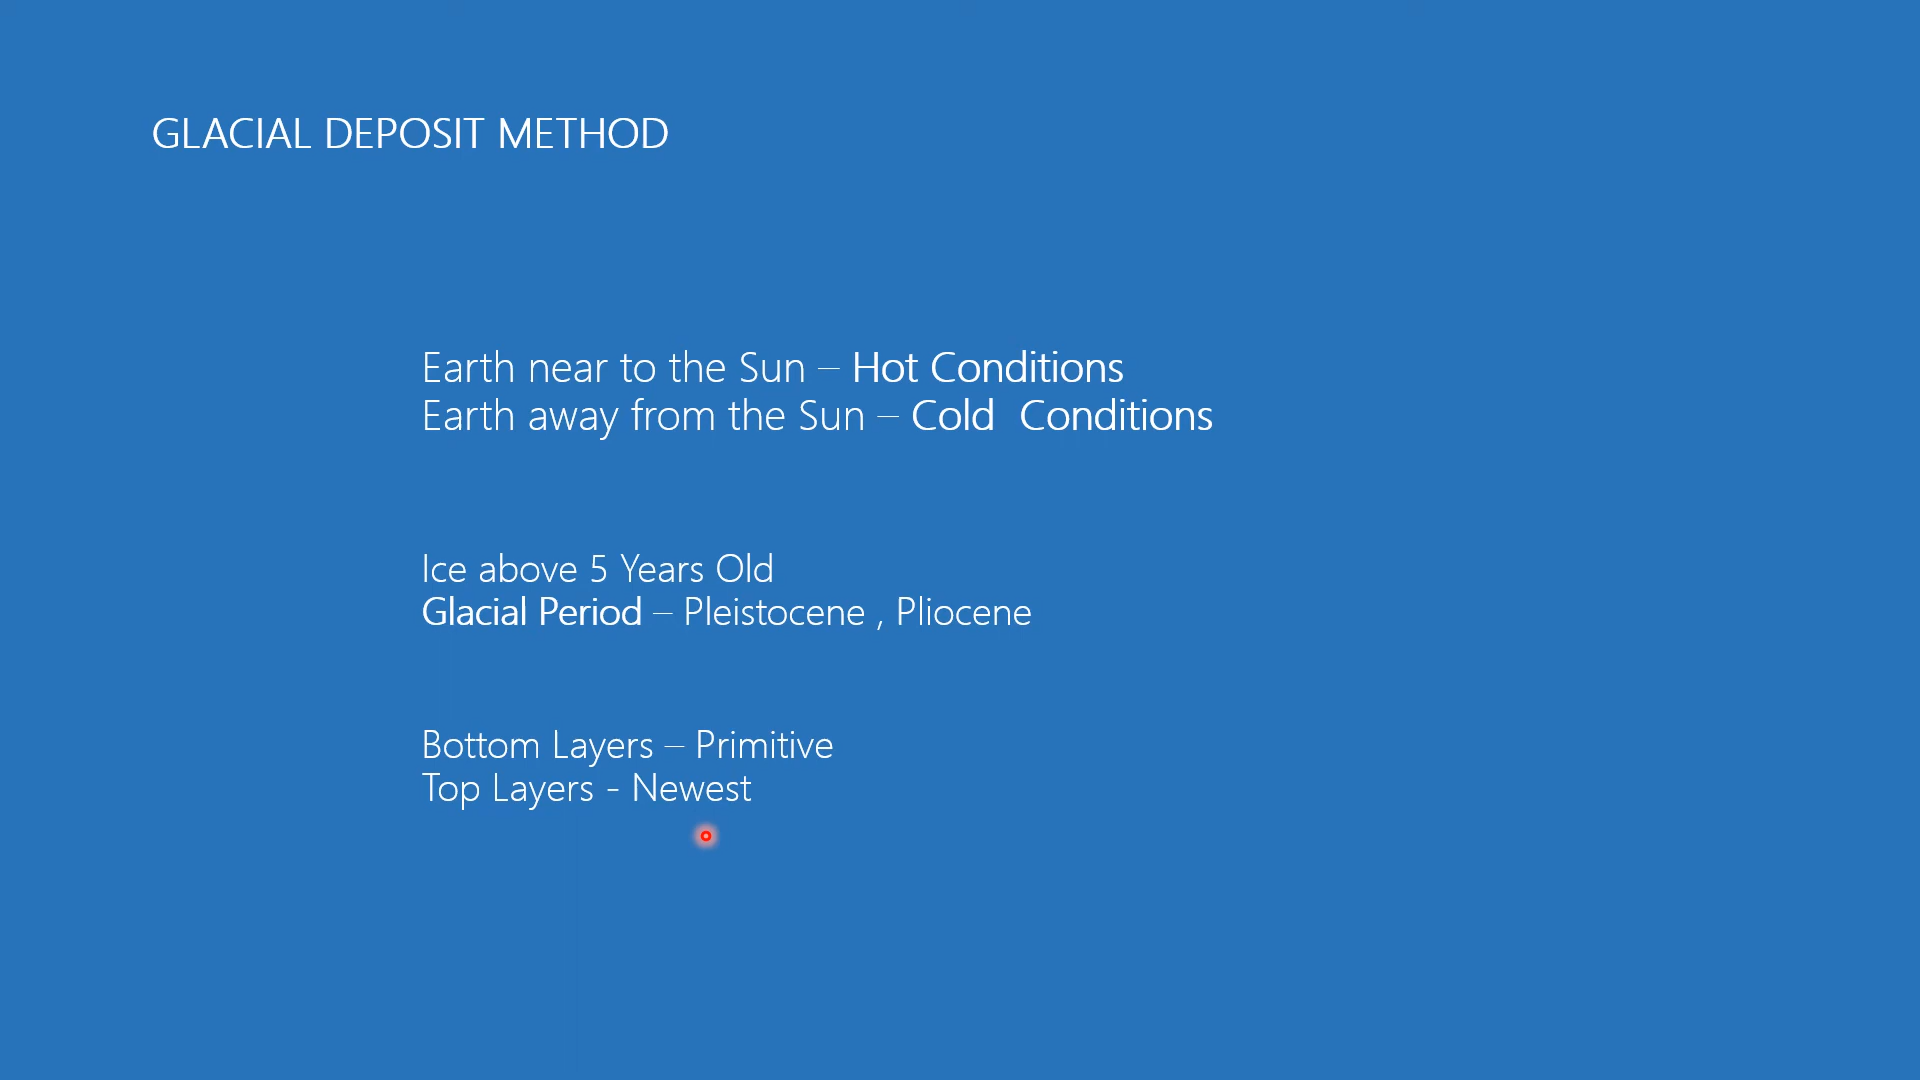 GLACIAL DEPOSIT METHOD
Earth near to the Sun – Hot Conditions
Earth away from the Sun – Cold  Conditions
Ice above 5 Years Old
Glacial Period – Pleistocene , Pliocene
Bottom Layers – Primitive
Top Layers - Newest